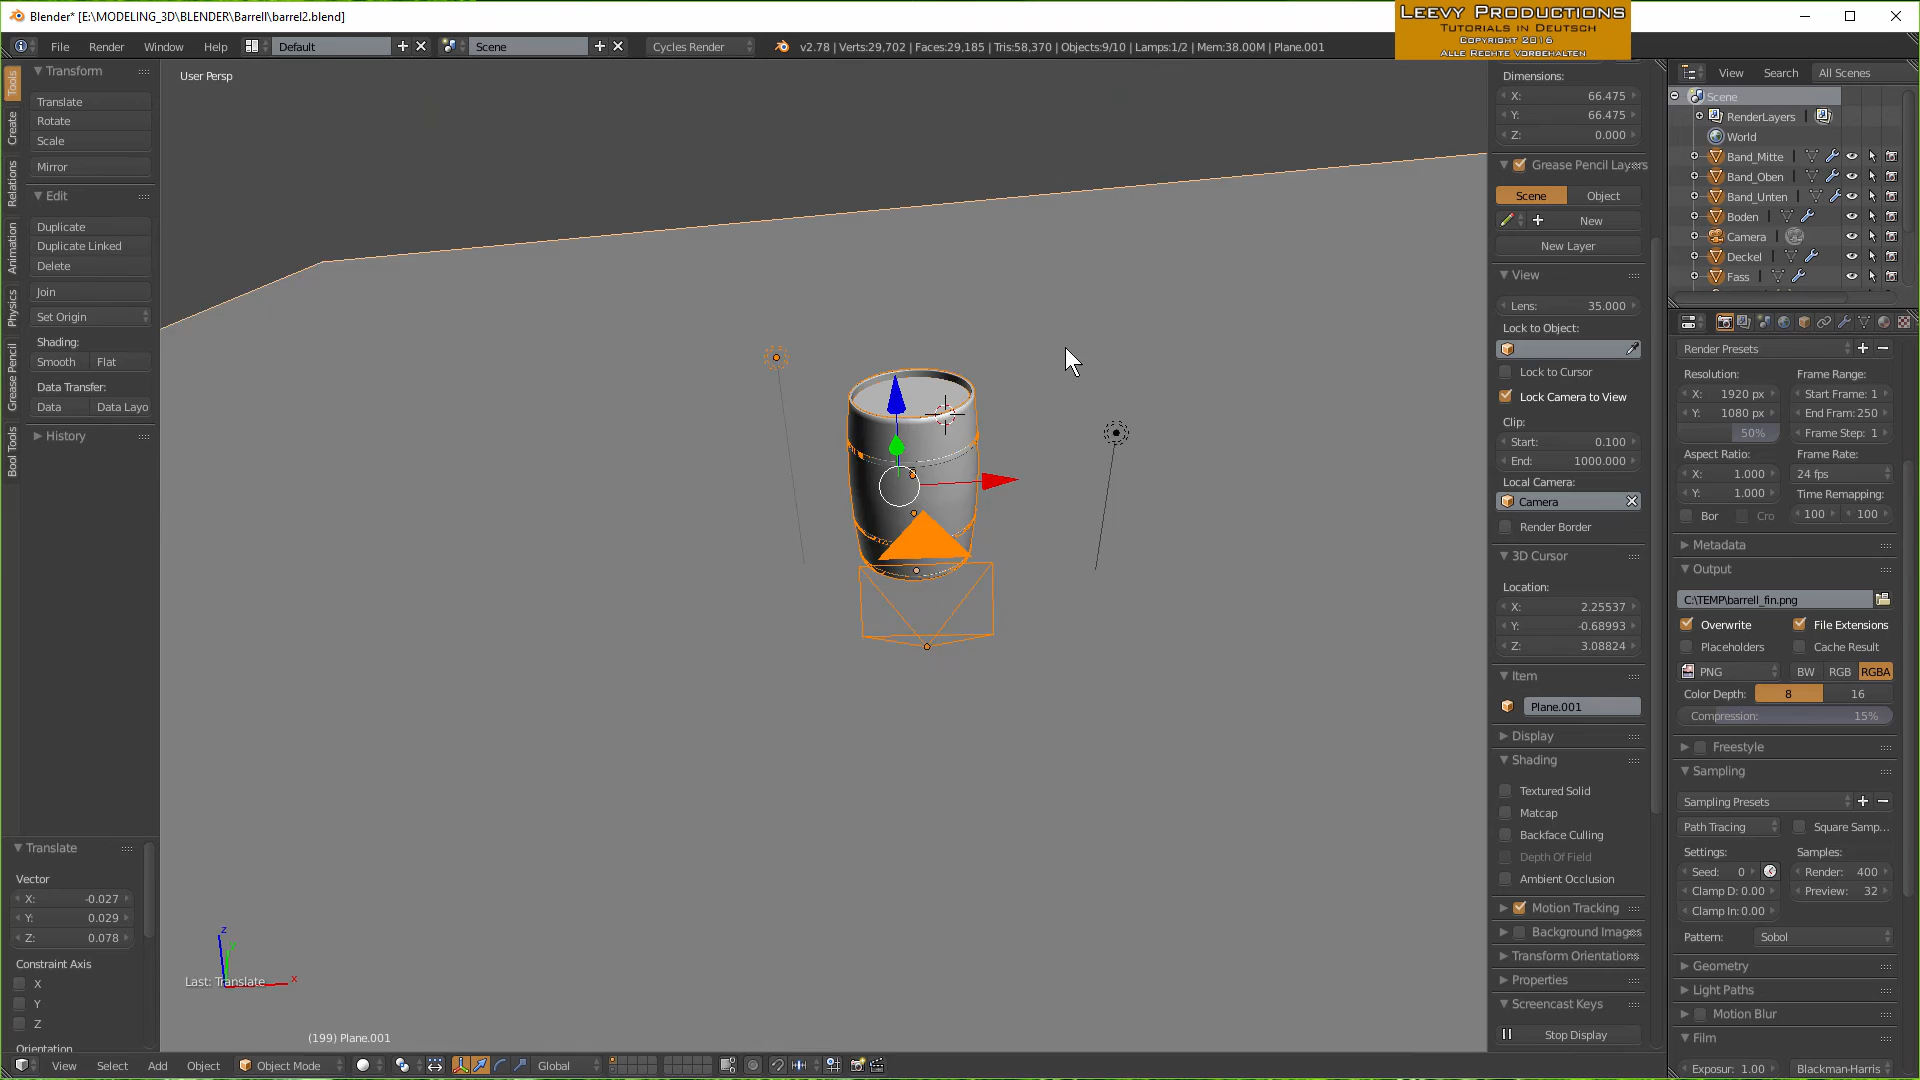 Blender* [E:\MODELING_3D\BLENDER\Barrell\barrel2.blend]
LEEVY PRODUCTIONS
TUTORIALS IN DEUTSCH
COPYRIGHT 2016
ALLE RECHTE VORBEHALTEN
File Render Window Help Default Scene Cycles Render v2.78 | Verts:29,702 | Faces:29,185 | Tris:58,370 | Objects:9/10 | Lamps:1/2 | Mem:38.00M | Plane.001
Tools
Create
Relations
Animation
Physics
Grease Pencil
Bool Tools
Transform
Translate
Rotate
Scale
Mirror
Edit
Duplicate
Duplicate Linked
Delete
Join
Set Origin
Shading:
Smooth Flat
Data Transfer:
Data Data Layo
History
Translate
Vector
X: -0.027
Y: 0.029
Z: 0.078
Constraint Axis
X
Y
Z
Orientation
User Persp
z
x
Last: Translate
(199) Plane.001
View Select Add Object Object Mode Global
Dimensions:
X: 66.475
Y: 66.475
Z: 0.000
Grease Pencil Layers
Scene Object
New
New Layer
View
Lens: 35.000
Lock to Object:
Lock to Cursor
Lock Camera to View
Clip:
Start: 0.100
End: 1000.000
Local Camera:
Camera
Render Border
3D Cursor
Location:
X: 2.25537
Y: -0.68993
Z: 3.08824
Item
Plane.001
Display
Shading
Textured Solid
Matcap
Backface Culling
Depth Of Field
Ambient Occlusion
Motion Tracking
Background Images
Transform Orientations
Properties
Screencast Keys
Stop Display
View Search All Scenes
Scene
RenderLayers
World
Band_Mitte
Band_Oben
Band_Unten
Boden
Camera
Deckel
Fass
Render Presets
Resolution: Frame Range:
X: 1920 px Start Frame: 1
Y: 1080 px End Fram: 250
50% Frame Step: 1
Aspect Ratio: Frame Rate:
X: 1.000 24 fps
Y: 1.000 Time Remapping:
Bor Cro 100 100
Metadata
Output
C:\TEMP\barrell_fin.png
Overwrite File Extensions
Placeholders Cache Result
PNG BW RGB RGBA
Color Depth: 8 16
Compression: 15%
Freestyle
Sampling
Sampling Presets
Path Tracing Square Samp...
Settings: Samples:
Seed: 0 Render: 400
Clamp D: 0.00 Preview: 32
Clamp In: 0.00
Pattern: Sobol
Geometry
Light Paths
Motion Blur
Film
Exposur: 1.00 Blackman-Harris